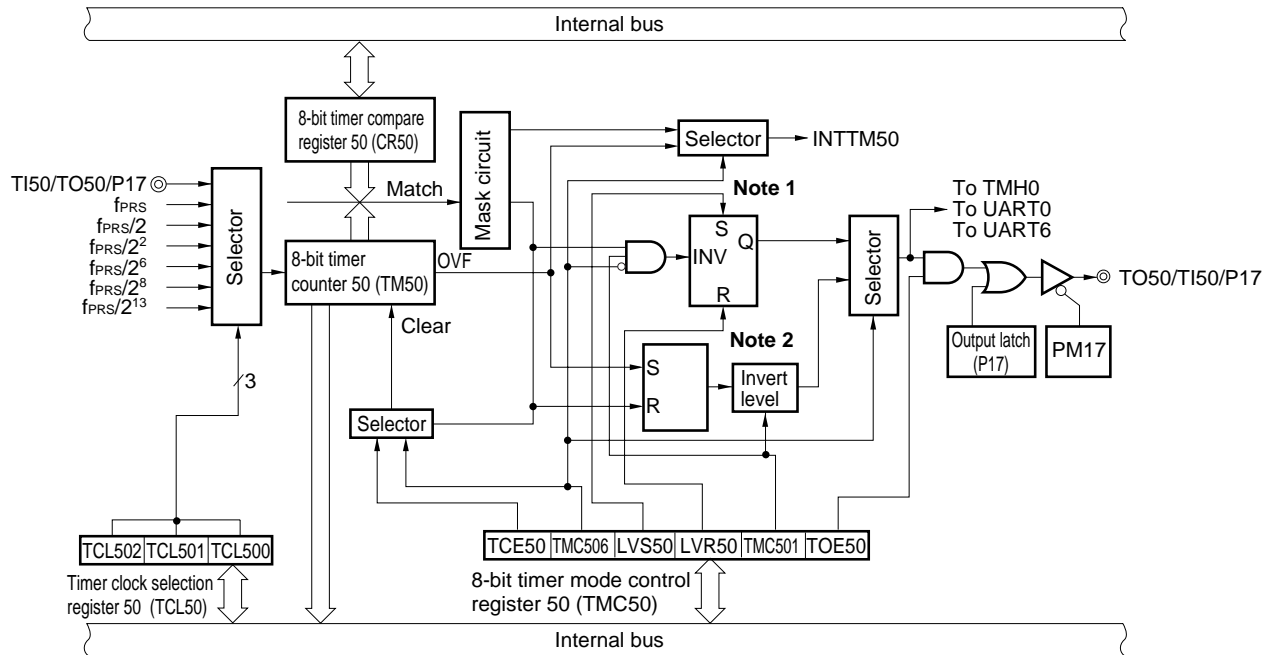 Internal bus
8-bit timer compare
register 50 (CR50)
Mask circuit
Selector
INTTM50
TI50/TO50/P17
Match
Note 1
fPRS
fPRS/2
fPRS/2²
fPRS/2⁶
fPRS/2⁸
fPRS/2¹³
Selector
8-bit timer
counter 50 (TM50)
OVF
Clear
S
INV
Q
R
Selector
To TMH0
To UART0
To UART6
TO50/TI50/P17
Output latch
(P17)
PM17
Note 2
S
R
Invert
level
3
Selector
TCL502 TCL501 TCL500
Timer clock selection
register 50 (TCL50)
TCE50 TMC506 LVS50 LVR50 TMC501 TOE50
8-bit timer mode control
register 50 (TMC50)
Internal bus